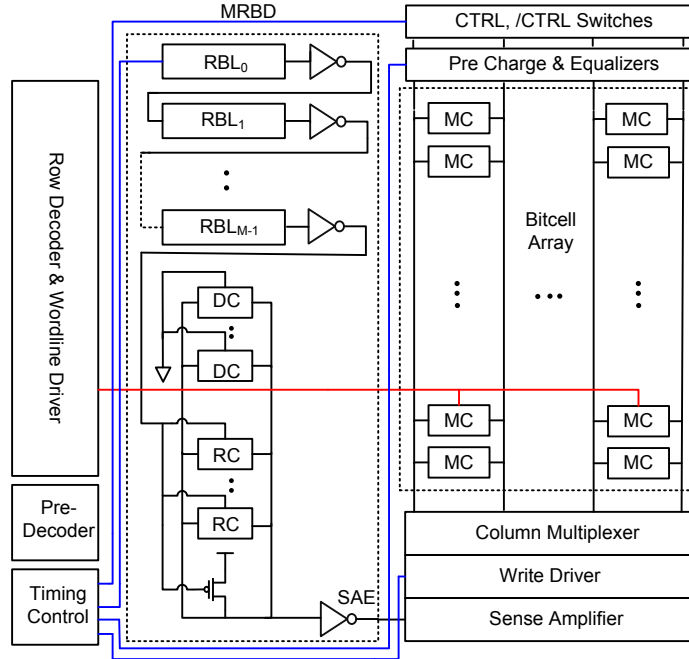 MRBD
CTRL, /CTRL Switches
Pre Charge & Equalizers
RBL0
RBL1
RBLM-1
DC
DC
RC
RC
SAE
Row Decoder & Wordline Driver
Pre-
Decoder
Timing
Control
MC
MC
MC
MC
Bitcell
Array
MC
MC
MC
MC
Column Multiplexer
Write Driver
Sense Amplifier